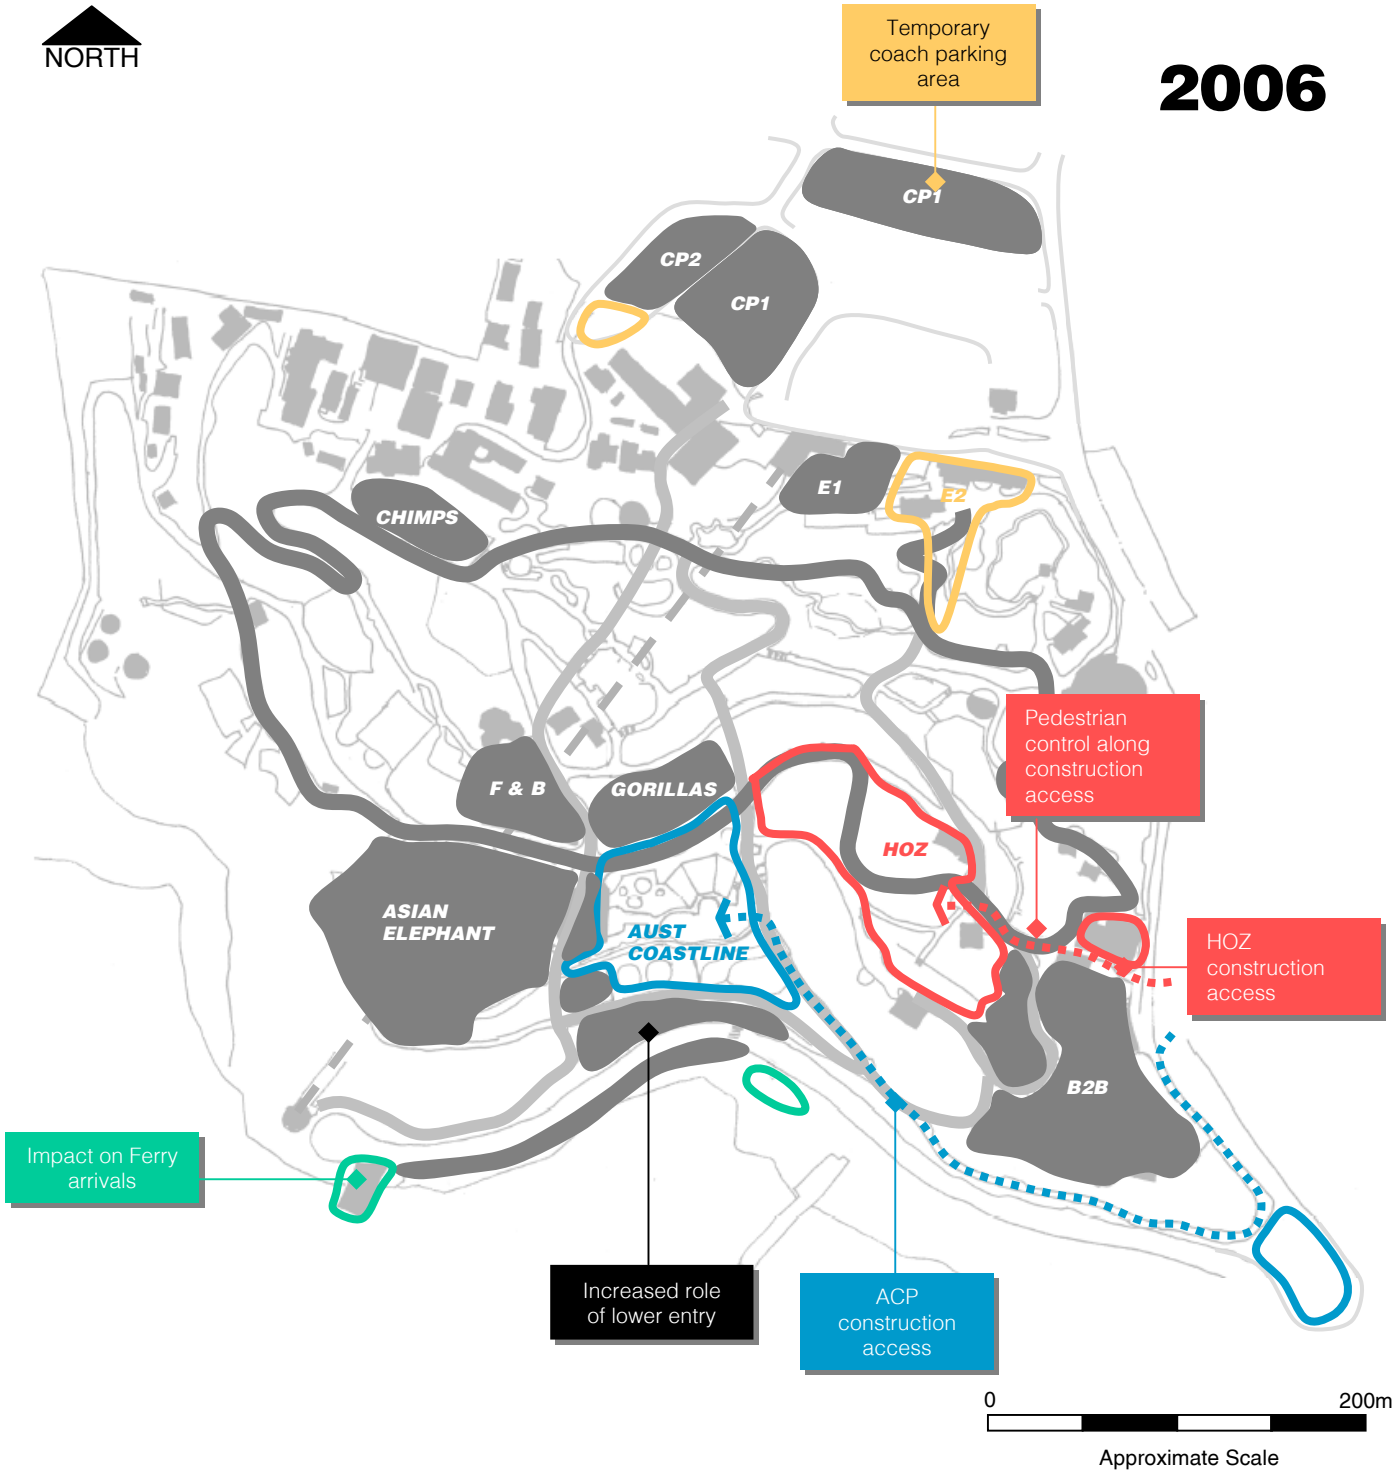 NORTH
Temporary
coach parking
area
2006
CP1
CP2
CP1
E1
E2
CHIMPS
Pedestrian
control along
construction
access
F & B
GORILLAS
HOZ
ASIAN
ELEPHANT
AUST
COASTLINE
HOZ
construction
access
B2B
Impact on Ferry
arrivals
Increased role
of lower entry
ACP
construction
access
0
200m
Approximate Scale